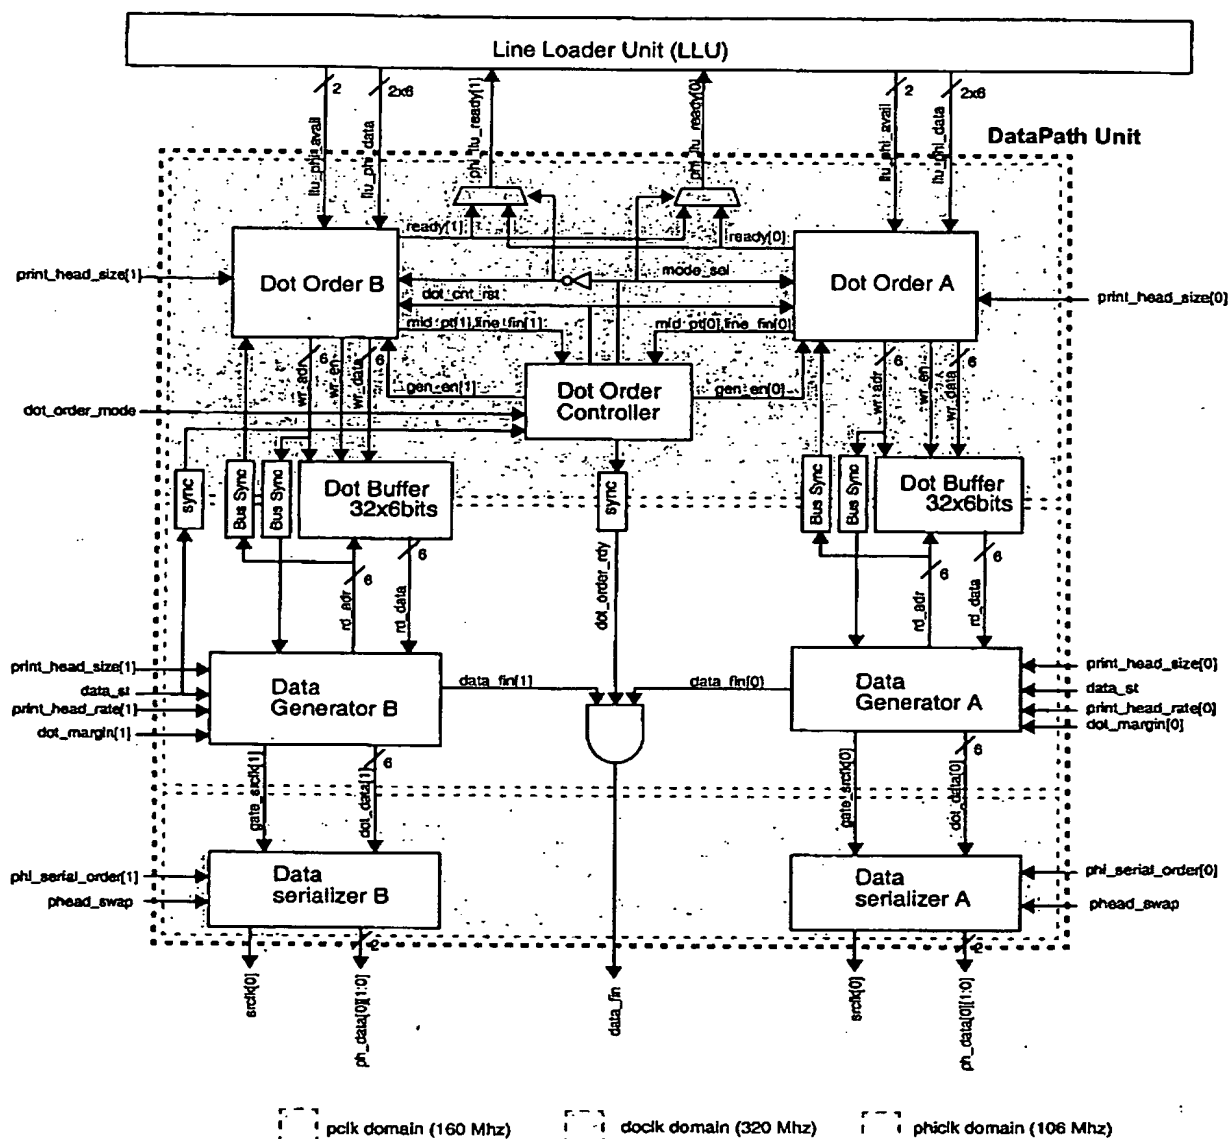 Line Loader Unit (LLU)
2
2x6
2
2x6
llu_phi_avail
llu_phi_data
phi_llu_ready[1]
phi_llu_ready[0]
llu_phi_avail
llu_phi_data
DataPath Unit
ready[1]
ready[0]
print_head_size[1]
Dot Order B
mode_sel
Dot Order A
print_head_size[0]
dot_cnt_rst
mid_pt[1],line_fin[1]
mid_pt[0],line_fin[0]
6
6
6
6
wr_adr
wr_en
wr_data
gen_en[1]
Dot Order
Controller
gen_en[0]
wr_adr
wr_en
wr_data
dot_order_mode
sync
Bus Sync
Bus Sync
Dot Buffer
32x6bits
sync
Bus Sync
Bus Sync
Dot Buffer
32x6bits
6
6
6
6
rd_adr
rd_data
dot_order_rdy
rd_adr
rd_data
print_head_size[1]
data_st
print_head_rate[1]
dot_margin[1]
Data
Generator B
data_fin[1]
data_fin[0]
Data
Generator A
print_head_size[0]
data_st
print_head_rate[0]
dot_margin[0]
gate_srclk[1]
dot_data[1]
6
gate_srclk[0]
dot_data[0]
6
phi_serial_order[1]
phead_swap
Data
serializer B
Data
serializer A
phi_serial_order[0]
phead_swap
2
2
srclk[0]
ph_data[0][1:0]
data_fin
srclk[0]
ph_data[0][1:0]
pclk domain (160 Mhz)
doclk domain (320 Mhz)
phiclk domain (106 Mhz)